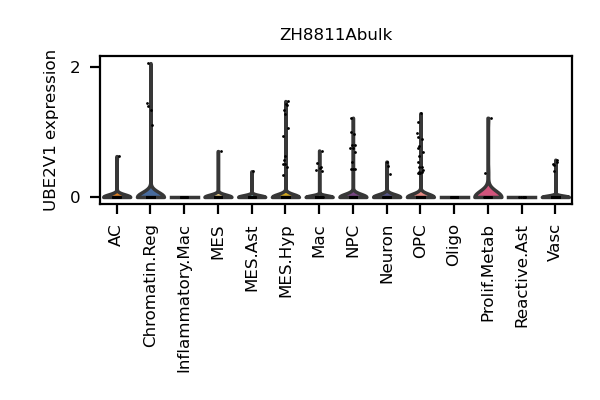 ZH8811Abulk
UBE2V1 expression
2
0
AC
Chromatin.Reg
Inflammatory.Mac
MES
MES.Ast
MES.Hyp
Mac
NPC
Neuron
OPC
Oligo
Prolif.Metab
Reactive.Ast
Vasc